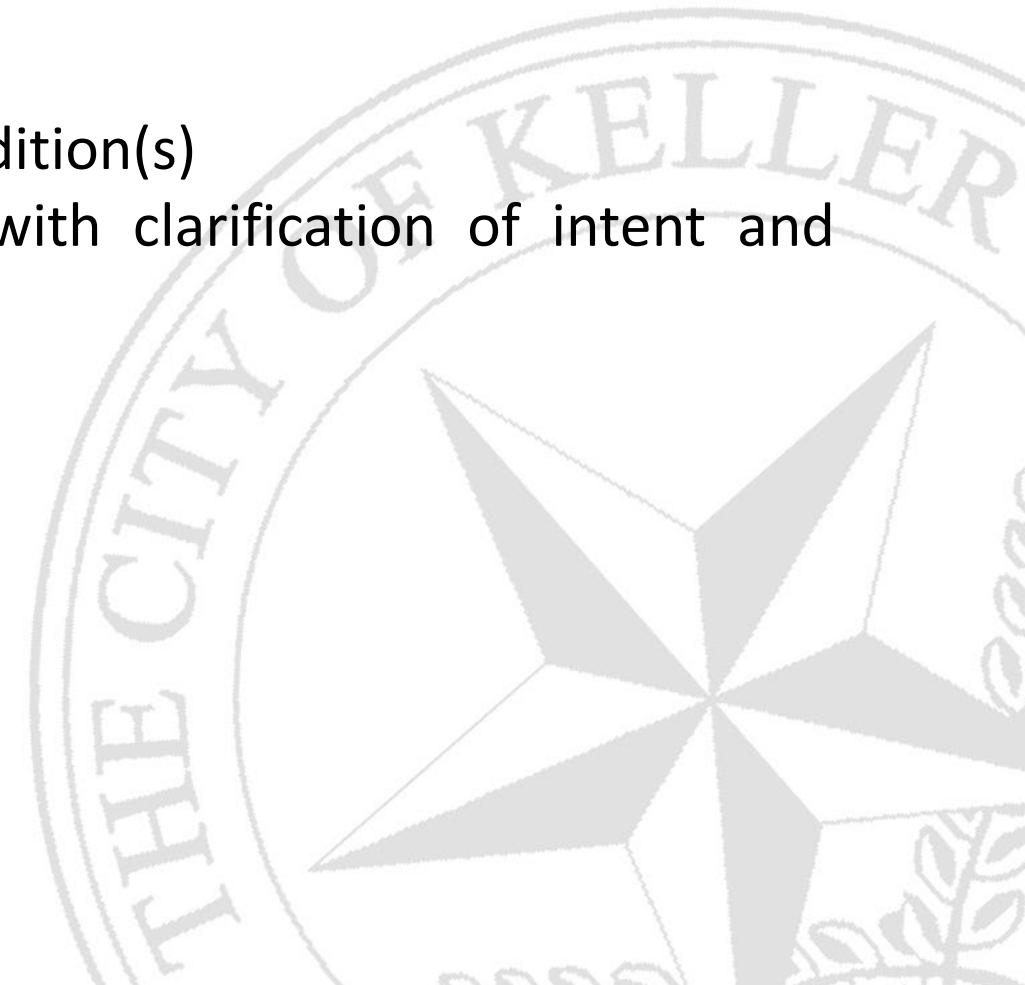 dition(s)
with clarification of intent and
THE CITY OF KELLER